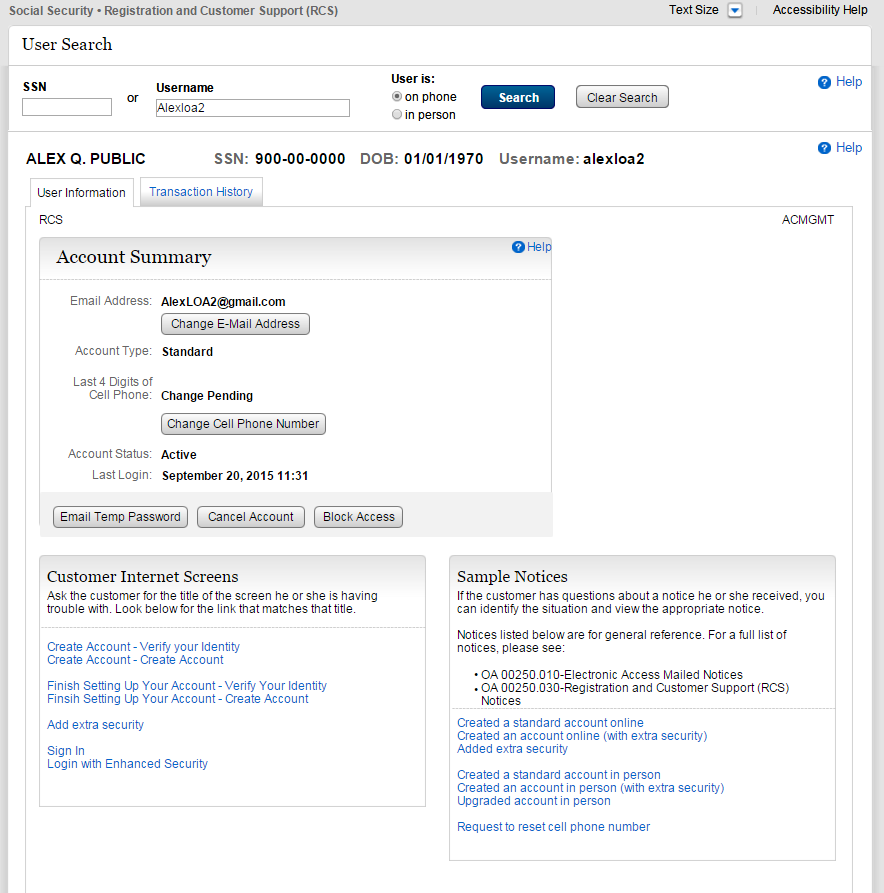 Social Security • Registration and Customer Support (RCS)
Text Size
Accessibility Help
User Search
SSN
or
Username
Alexloa2
User is:
on phone
in person
Search
Clear Search
? Help
ALEX Q. PUBLIC
SSN: 900-00-0000
DOB: 01/01/1970
Username: alexloa2
? Help
User Information
Transaction History
RCS
ACMGMT
Account Summary
? Help
Email Address: AlexLOA2@gmail.com
Change E-Mail Address
Account Type: Standard
Last 4 Digits of
Cell Phone: Change Pending
Change Cell Phone Number
Account Status: Active
Last Login: September 20, 2015 11:31
Email Temp Password
Cancel Account
Block Access
Customer Internet Screens
Ask the customer for the title of the screen he or she is having
trouble with. Look below for the link that matches that title.
Create Account - Verify your Identity
Create Account - Create Account
Finish Setting Up Your Account - Verify Your Identity
Finsih Setting Up Your Account - Create Account
Add extra security
Sign In
Login with Enhanced Security
Sample Notices
If the customer has questions about a notice he or she received, you
can identify the situation and view the appropriate notice.
Notices listed below are for general reference. For a full list of
notices, please see:
• OA 00250.010-Electronic Access Mailed Notices
• OA 00250.030-Registration and Customer Support (RCS)
Notices
Created a standard account online
Created an account online (with extra security)
Added extra security
Created a standard account in person
Created an account in person (with extra security)
Upgraded account in person
Request to reset cell phone number